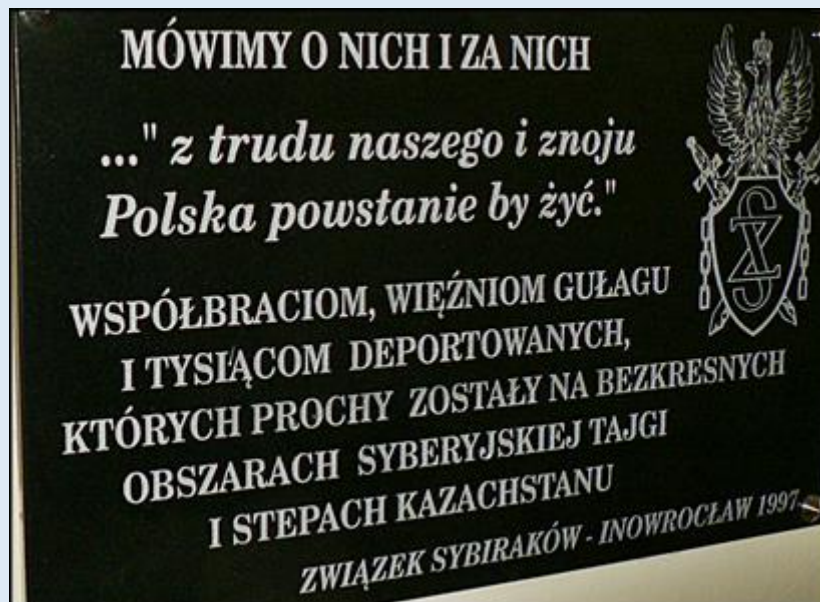 MÓWIMY O NICH I ZA NICH
..." z trudu naszego i znoju
Polska powstanie by żyć."
WSPÓŁBRACIOM, WIĘŹNIOM GUŁAGU
I TYSIĄCOM DEPORTOWANYCH,
KTÓRYCH PROCHY ZOSTAŁY NA BEZKRESNYCH
OBSZARACH SYBERYJSKIEJ TAJGI
I STEPACH KAZACHSTANU
ZWIĄZEK SYBIRAKÓW - INOWROCŁAW 1997